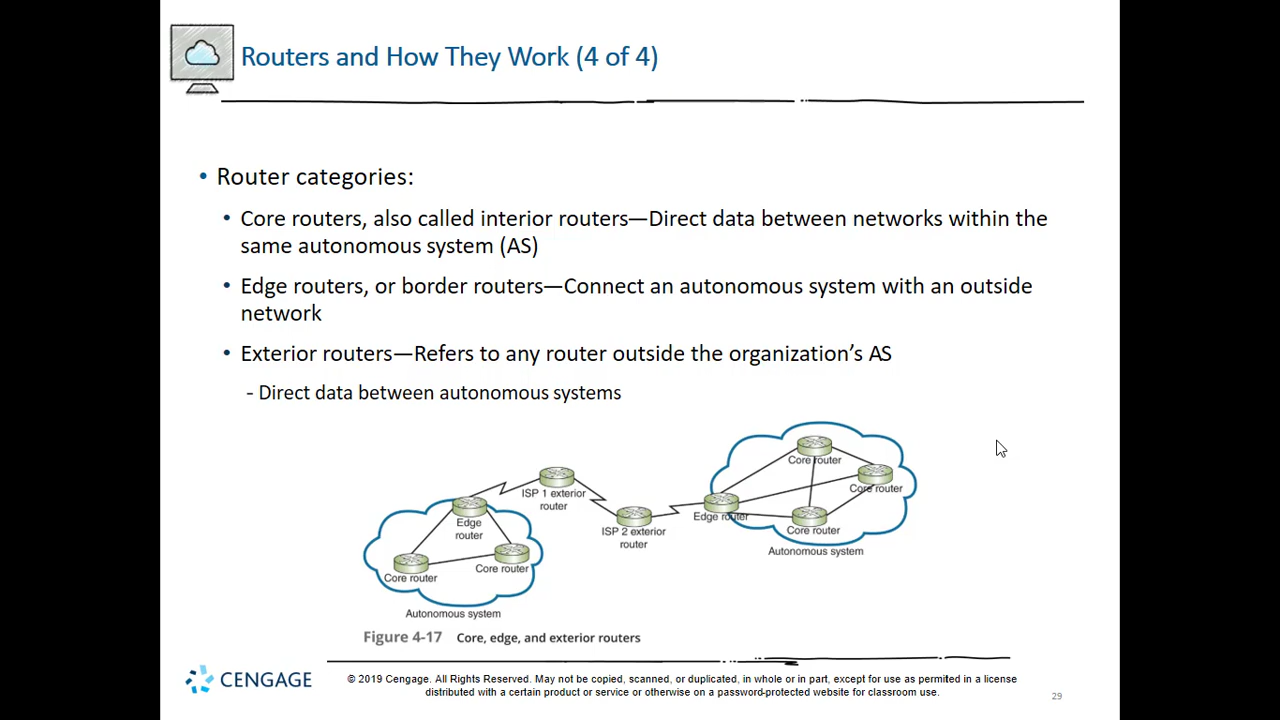 Routers and How They Work (4 of 4)
• Router categories:
• Core routers, also called interior routers—Direct data between networks within the
same autonomous system (AS)
• Edge routers, or border routers—Connect an autonomous system with an outside
network
• Exterior routers—Refers to any router outside the organization's AS
- Direct data between autonomous systems
Core router
Core router
ISP 1 exterior
router
Edge router
Edge
router
ISP 2 exterior
router
Core router
Autonomous system
Core router
Core router
Autonomous system
Figure 4-17 Core, edge, and exterior routers
CENGAGE
© 2019 Cengage. All Rights Reserved. May not be copied, scanned, or duplicated, in whole or in part, except for use as permitted in a license
distributed with a certain product or service or otherwise on a password-protected website for classroom use.
29